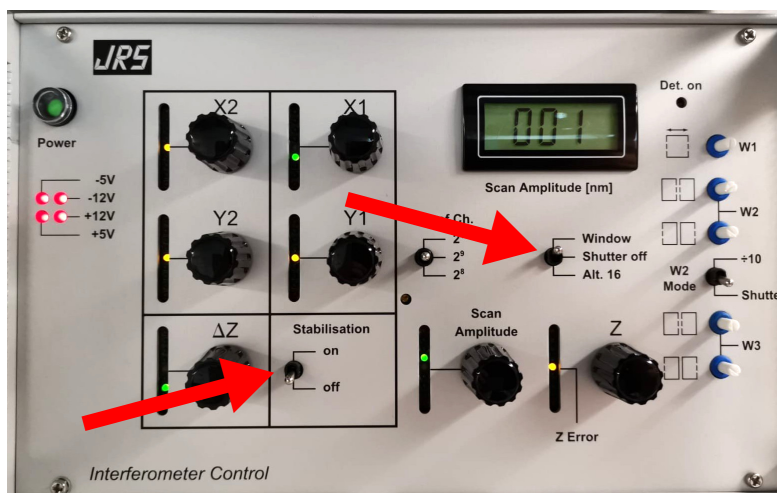 JRS
Power
-5V
-12V
+12V
+5V
X2
X1
Y2
Y1
ΔZ
Stabilisation
on
off
001
Scan Amplitude [nm]
Det. on
W1
W2
f Ch.
2
2⁹
2⁸
Window
Shutter off
Alt. 16
W2
Mode
÷10
Shutte
Scan
Amplitude
Z
W3
Z Error
Interferometer Control